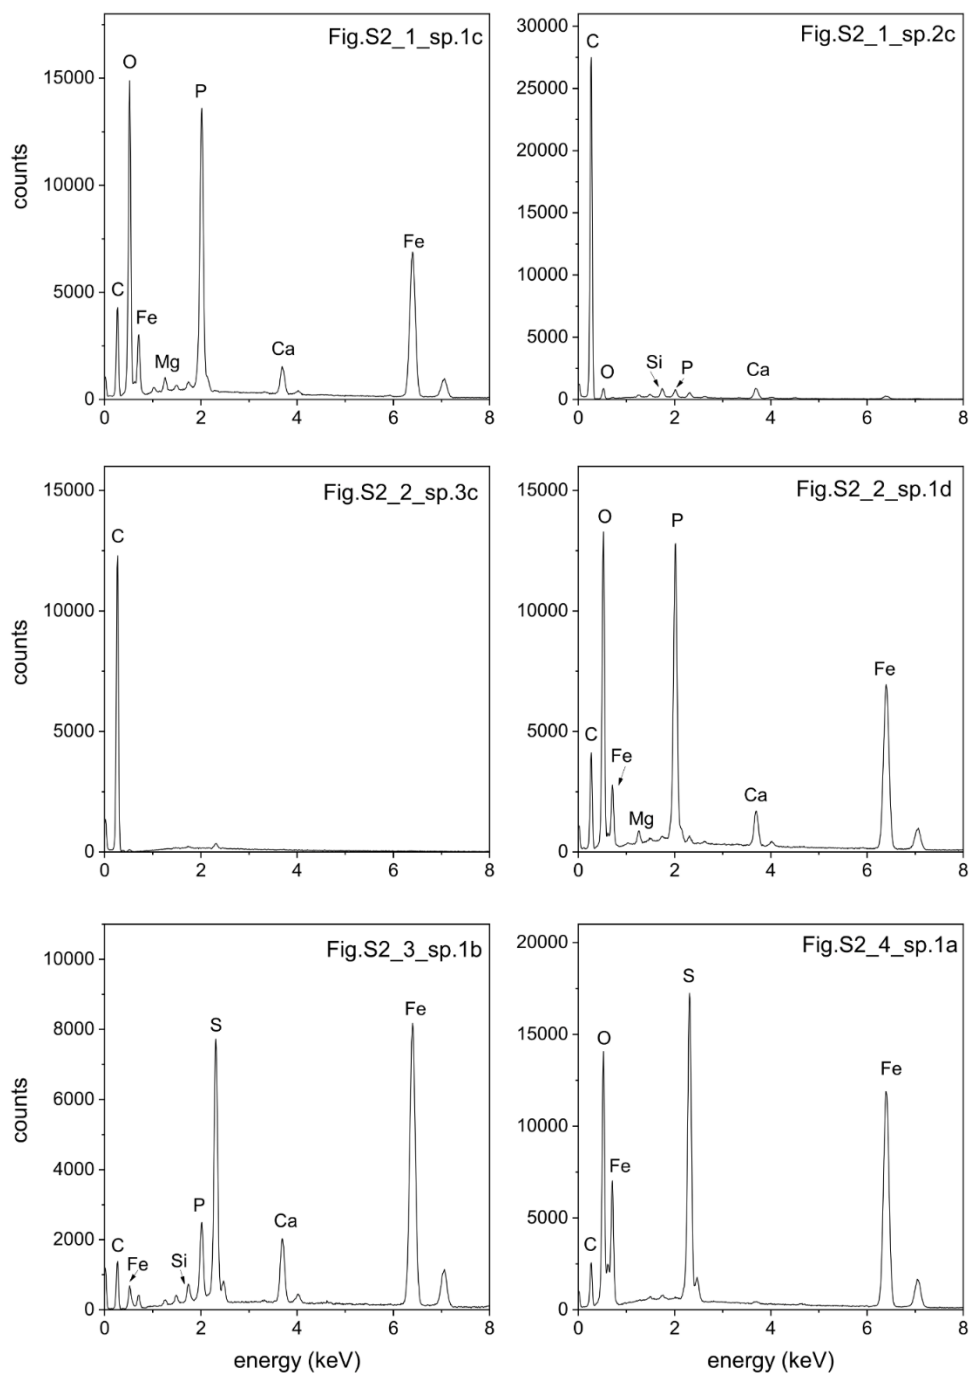 Fig.S2_1_sp.1c
15000
10000
5000
0
counts
C
O
Fe
Mg
P
Ca
Fe
0 2 4 6 8
Fig.S2_1_sp.2c
30000
25000
20000
15000
10000
5000
0
C
O
Si
P
Ca
0 2 4 6 8
Fig.S2_2_sp.3c
15000
10000
5000
0
counts
C
0 2 4 6 8
Fig.S2_2_sp.1d
15000
10000
5000
0
C
O
Fe
Mg
P
Ca
Fe
0 2 4 6 8
Fig.S2_3_sp.1b
10000
8000
6000
4000
2000
0
counts
C
Fe
Si
P
S
Ca
Fe
0 2 4 6 8
energy (keV)
Fig.S2_4_sp.1a
20000
15000
10000
5000
0
C
O
Fe
S
Fe
0 2 4 6 8
energy (keV)